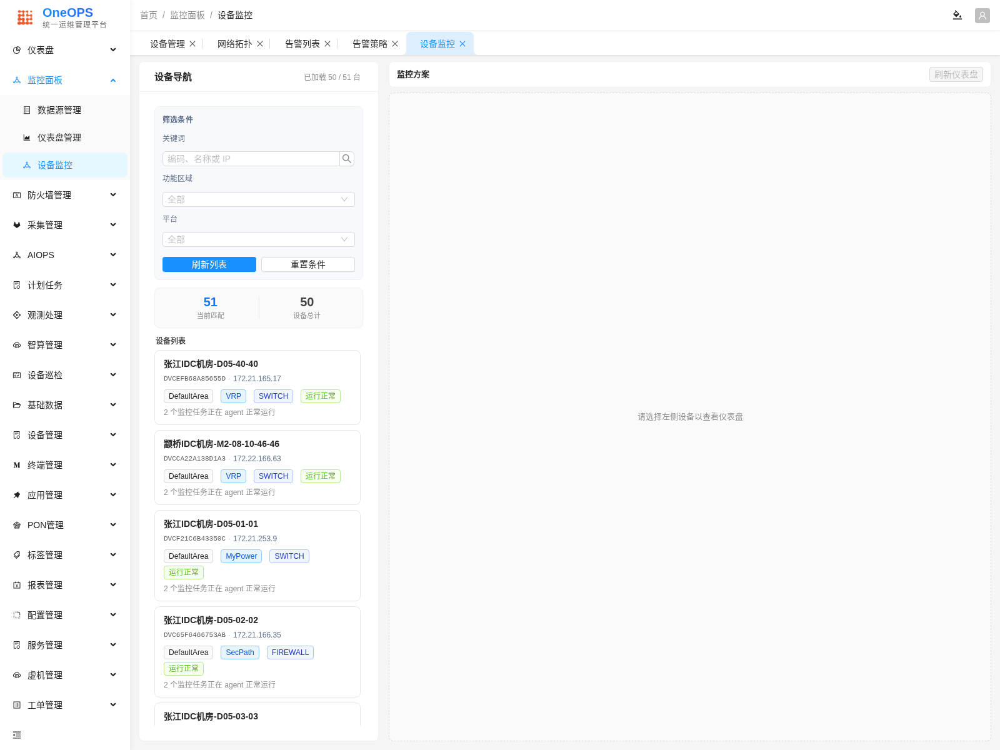 OneOPS
统一运维管理平台
仪表盘
监控面板
数据源管理
仪表盘管理
设备监控
防火墙管理
采集管理
AIOPS
计划任务
观测处理
智算管理
设备巡检
基础数据
设备管理
终端管理
应用管理
PON管理
标签管理
报表管理
配置管理
服务管理
虚机管理
工单管理
首页 / 监控面板 / 设备监控
设备管理
网络拓扑
告警列表
告警策略
设备监控
设备导航
已加载 50 / 51 台
筛选条件
关键词
编码、名称或 IP
功能区域
全部
平台
全部
刷新列表
重置条件
51
当前匹配
50
设备总计
设备列表
张江IDC机房-D05-40-40
DVCEFB68A85655D · 172.21.165.17
DefaultArea VRP SWITCH 运行正常
2 个监控任务正在 agent 正常运行
颛桥IDC机房-M2-08-10-46-46
DVCCA22A138D1A3 · 172.22.166.63
DefaultArea VRP SWITCH 运行正常
2 个监控任务正在 agent 正常运行
张江IDC机房-D05-01-01
DVCF21C6B43350C · 172.21.253.9
DefaultArea MyPower SWITCH
运行正常
2 个监控任务正在 agent 正常运行
张江IDC机房-D05-02-02
DVC65F6466753AB · 172.21.166.35
DefaultArea SecPath FIREWALL
运行正常
2 个监控任务正在 agent 正常运行
张江IDC机房-D05-03-03
监控方案
刷新仪表盘
请选择左侧设备以查看仪表盘